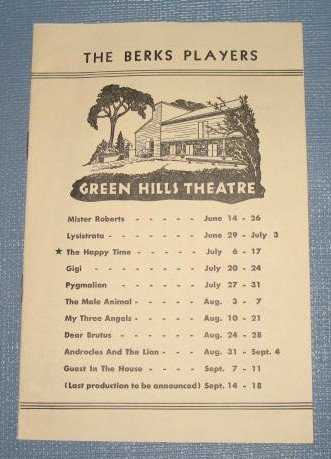 THE BERKS PLAYERS
GREEN HILLS THEATRE
Mister Roberts - - - - - June 14 - 26
Lysistrata - - - - - - June 29 - July 3
★ The Happy Time - - - - - July 6 - 17
Gigi - - - - - - - July 20 - 24
Pygmalion - - - - - - July 27 - 31
The Male Animal - - - - - Aug. 3 - 7
My Three Angels - - - - - Aug. 10 - 21
Dear Brutus - - - - - - Aug. 24 - 28
Androcles And The Lion - - - - Aug. 31 - Sept. 4
Guest In The House - - - - - Sept. 7 - 11
(Last production to be announced) Sept. 14 - 18